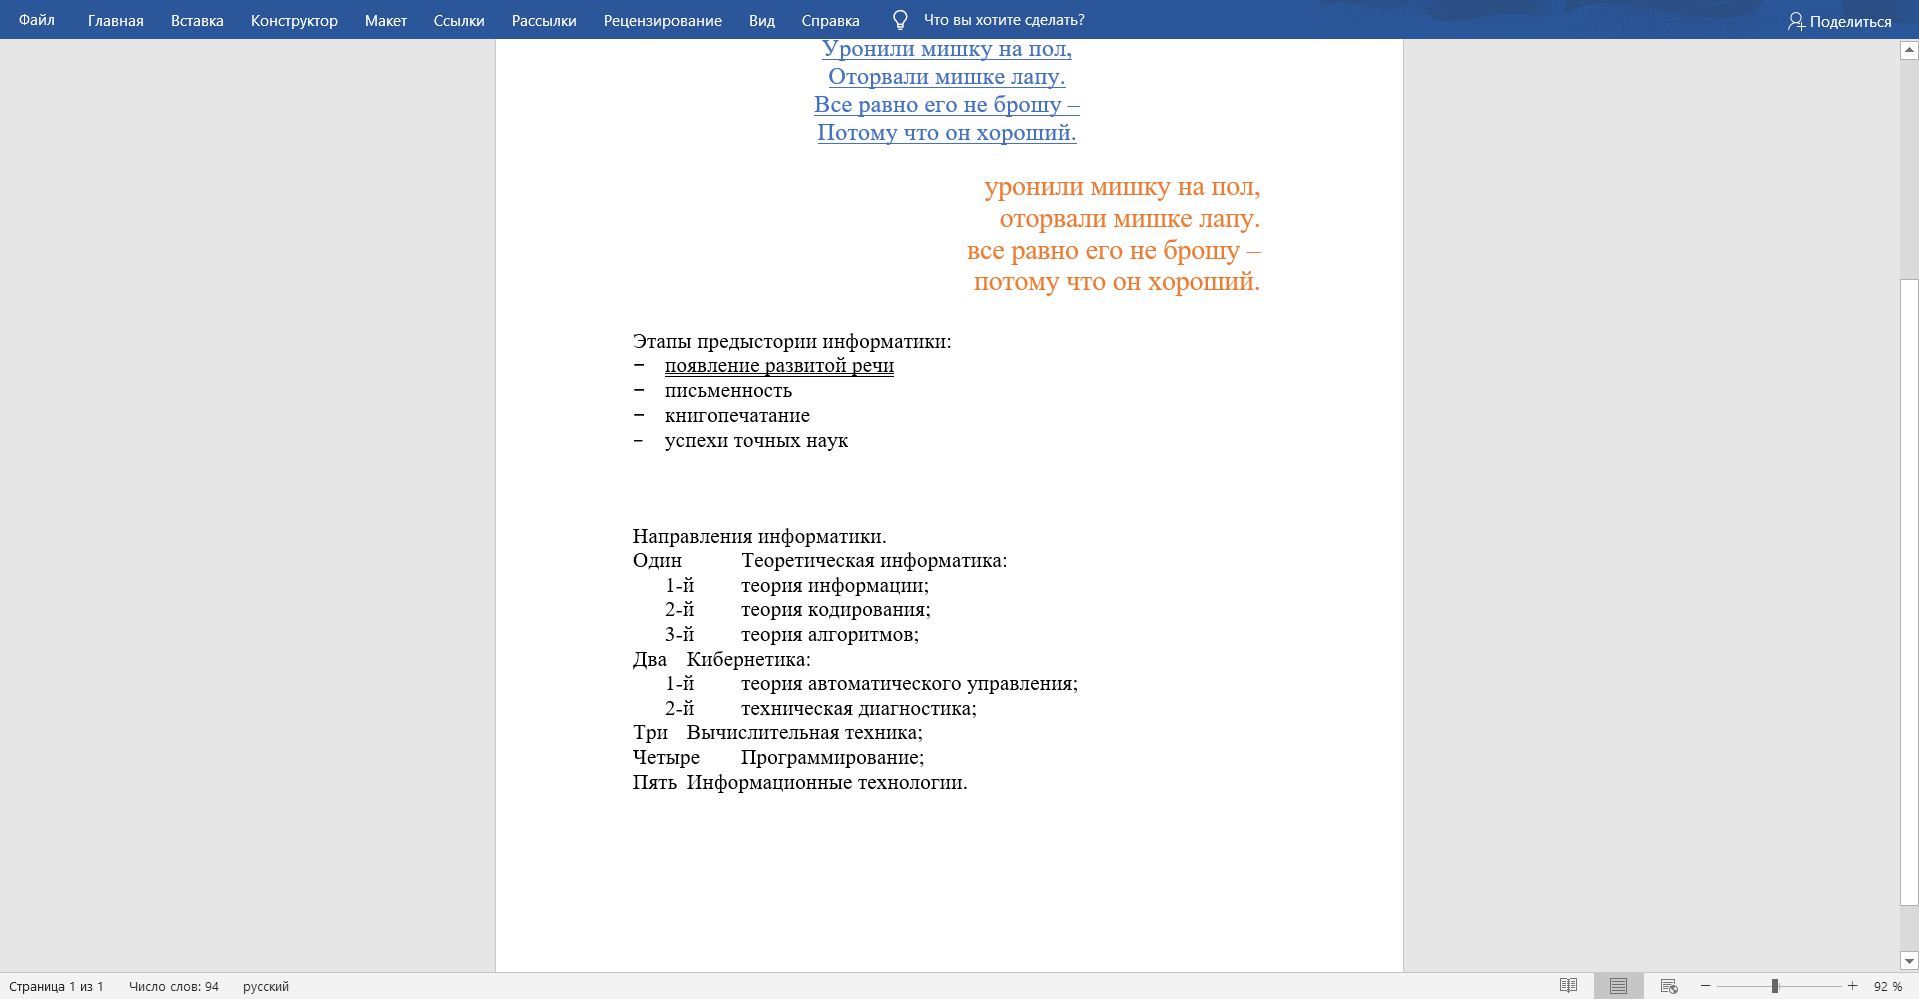 Файл Главная Вставка Конструктор Макет Ссылки Рассылки Рецензирование Вид Справка Что вы хотите сделать? Поделиться
Уронили мишку на пол,
Оторвали мишке лапу.
Все равно его не брошу –
Потому что он хороший.
уронили мишку на пол,
оторвали мишке лапу.
все равно его не брошу –
потому что он хороший.
Этапы предыстории информатики:
− появление развитой речи
− письменность
− книгопечатание
− успехи точных наук
Направления информатики.
Один Теоретическая информатика:
1-й теория информации;
2-й теория кодирования;
3-й теория алгоритмов;
Два Кибернетика:
1-й теория автоматического управления;
2-й техническая диагностика;
Три Вычислительная техника;
Четыре Программирование;
Пять Информационные технологии.
Страница 1 из 1 Число слов: 94 русский 92 %